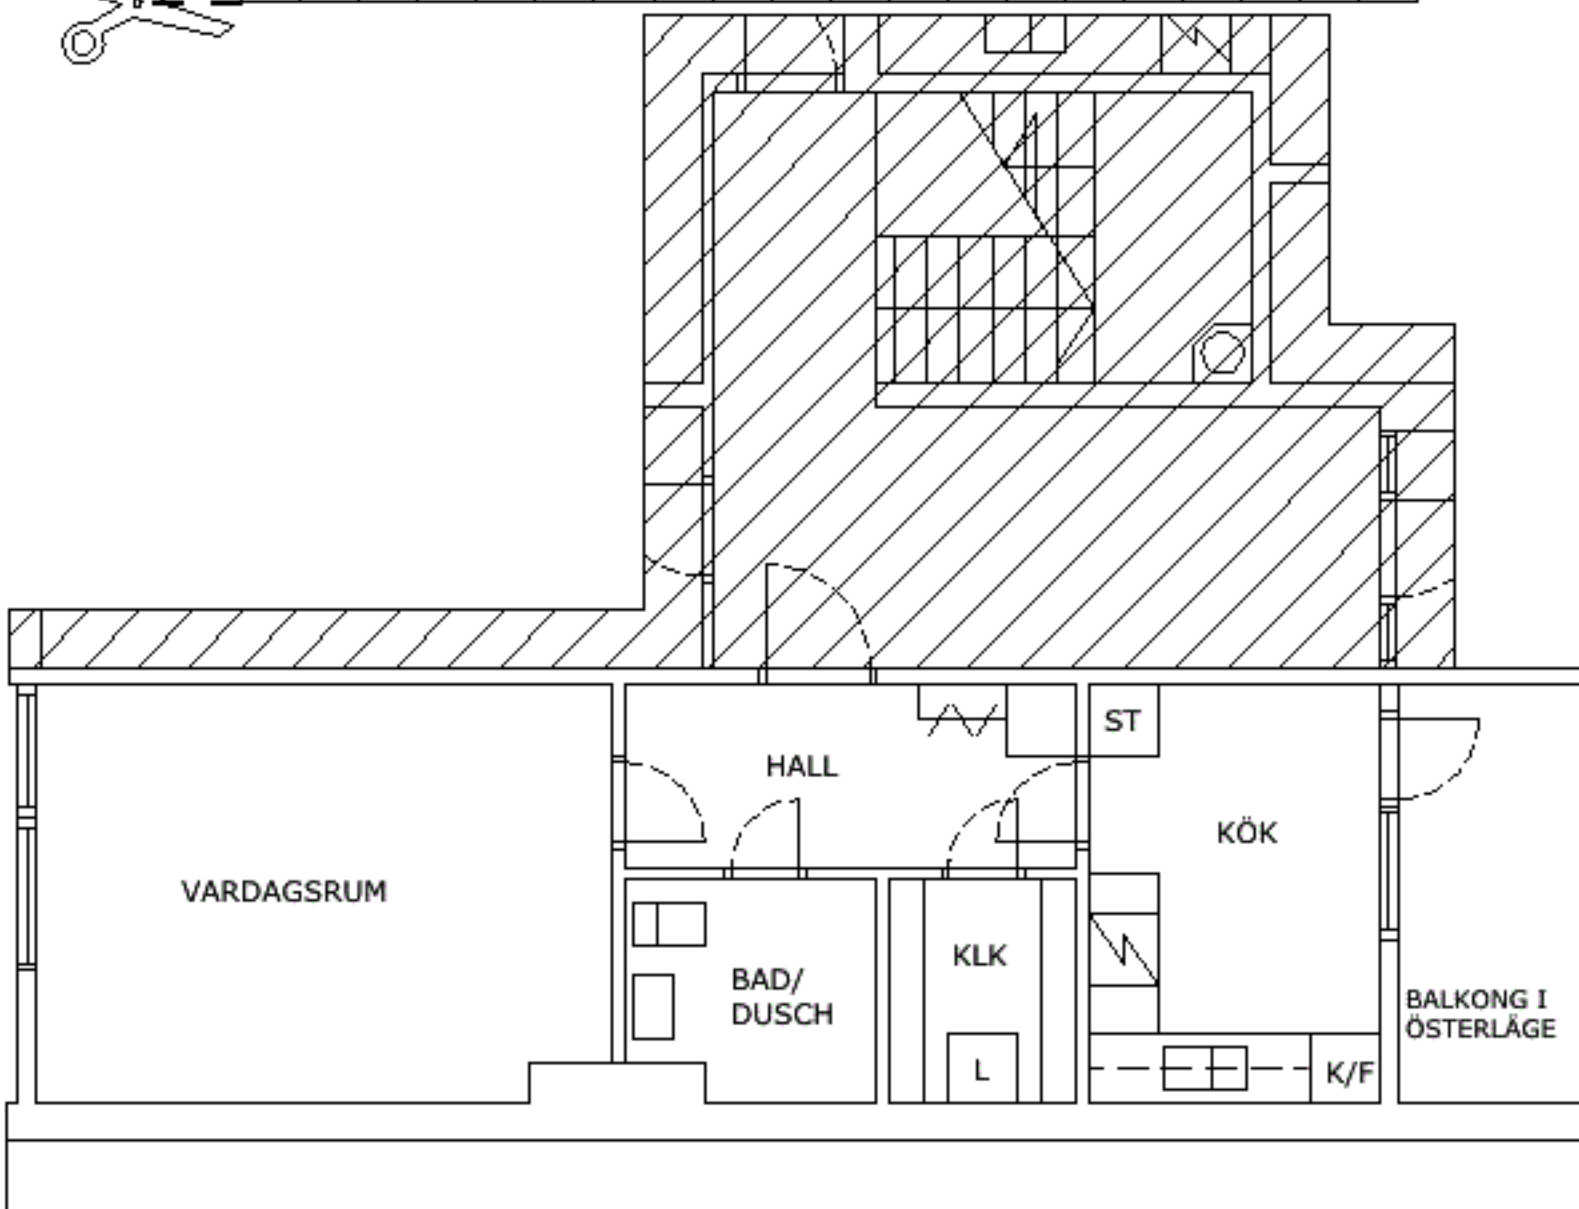 ST
HALL
KÖK
VARDAGSRUM
KLK
BAD/
DUSCH
BALKONG I
ÖSTERLÄGE
L
K/F